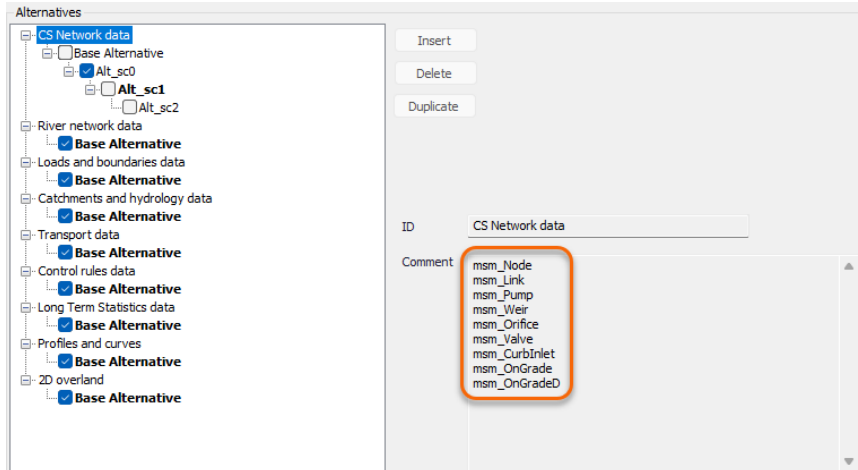 Alternatives
CS Network data
Base Alternative
Alt_sc0
Alt_sc1
Alt_sc2
River network data
Base Alternative
Loads and boundaries data
Base Alternative
Catchments and hydrology data
Base Alternative
Transport data
Base Alternative
Control rules data
Base Alternative
Long Term Statistics data
Base Alternative
Profiles and curves
Base Alternative
2D overland
Base Alternative
Insert
Delete
Duplicate
ID CS Network data
Comment msm_Node
msm_Link
msm_Pump
msm_Weir
msm_Orifice
msm_Valve
msm_CurbInlet
msm_OnGrade
msm_OnGradeD